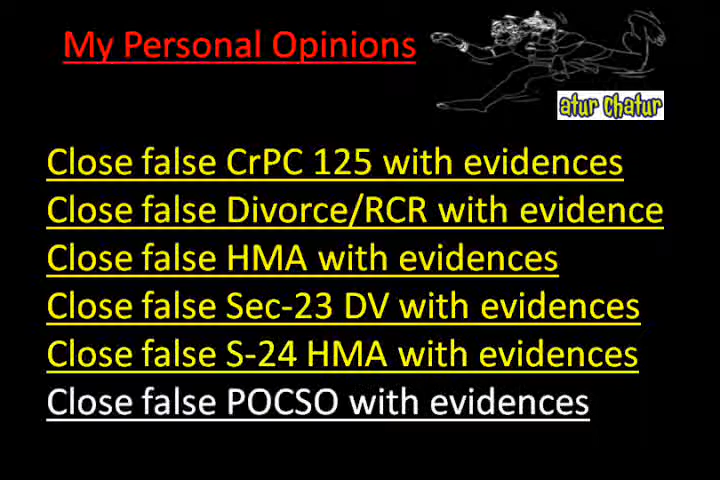 My Personal Opinions
atur Chatur
Close false CrPC 125 with evidences
Close false Divorce/RCR with evidence
Close false HMA with evidences
Close false Sec-23 DV with evidences
Close false S-24 HMA with evidences
Close false POCSO with evidences